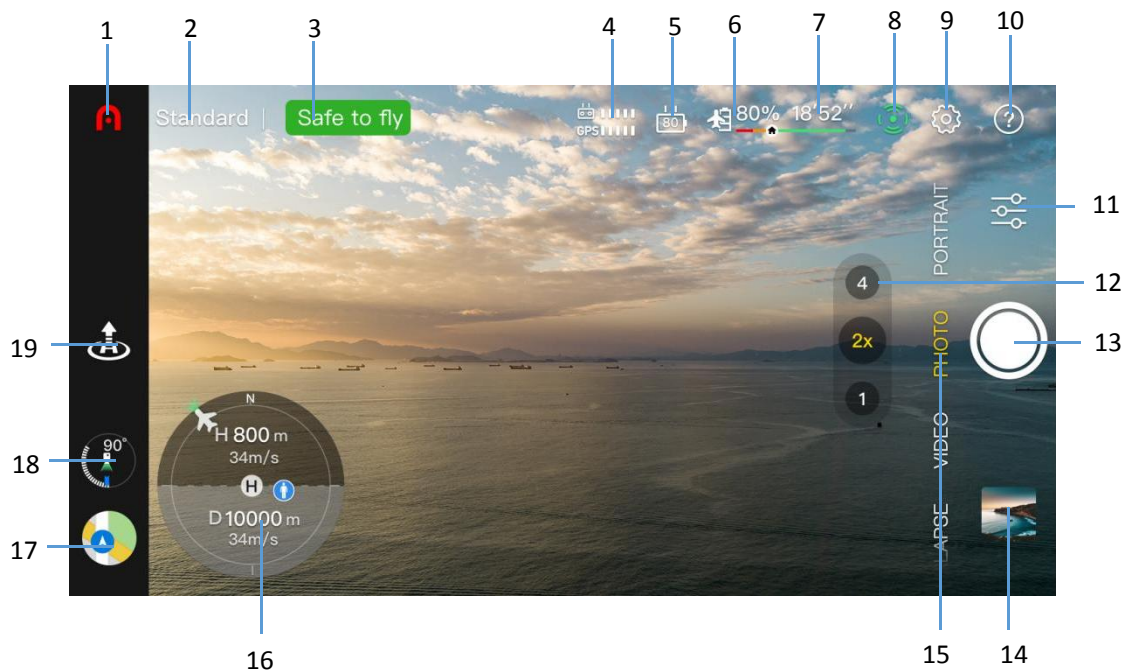 1
2
3
4
5
6
7
8
9
10
Standard |
Safe to fly
GPS
80
80%
18'52''
?
PORTRAIT
11
4
12
2x
PHOTO
13
1
VIDEO
LAPSE
14
15
19
90°
18
17
N
H 800 m
34m/s
H
D 10000 m
34m/s
16